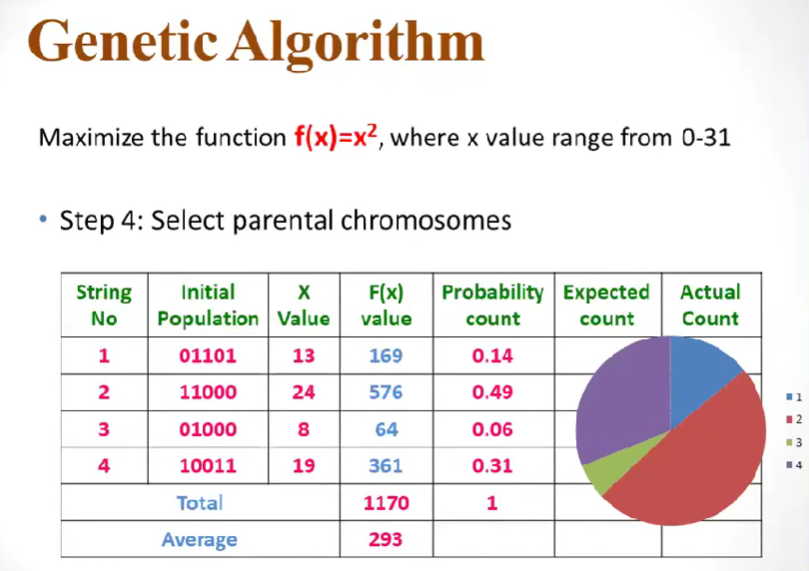 Genetic Algorithm
Maximize the function f(x)=x², where x value range from 0-31
• Step 4: Select parental chromosomes
String No Initial Population X Value F(x) value Probability count Expected count Actual Count
1 01101 13 169 0.14
2 11000 24 576 0.49
3 01000 8 64 0.06
4 10011 19 361 0.31
Total 1170 1
Average 293
1
2
3
4